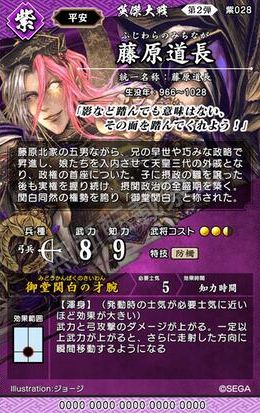 紫
平安
英傑大戦
第2弾
紫028
ふじわらのみちなが
藤原道長
統一名称：藤原道長
生没年 966～1028
「影など踏んでも意味はない、
その面を踏んでくれよう！」
藤原北家の五男ながら、兄の早世や巧みな政略で
昇進し、娘たちを入内させて天皇三代の外戚とな
り、政権の首座についた。子に摂政の職を譲った
後も実権を握り続け、摂関政治の全盛期を築く。
関白同然の権勢を誇り「御堂関白」と称された。
兵種 武力 知力 武将コスト
弓兵 8 9 特技 防柵
みどうかんぱくのさいわん
御堂関白の才腕
必要士気 5
効果時間 知力時間
効果範囲
【渾身】（発動時の士気が必要士気に近い
ほど効果が大きい）
武力と弓攻撃のダメージが上がる。一定以
上武力が上がると、さらに走射した方向に
瞬間移動するようになる
Illustration:ジョージ
©SEGA
0000-0000-0000-0000-0000